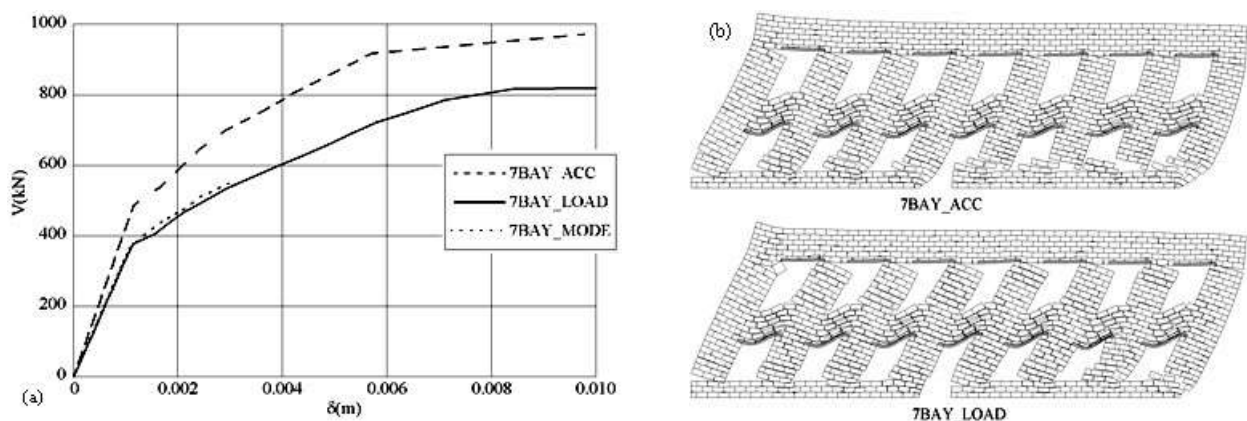 1000
800
600
400
200
0
V(kN)
0
0.002
0.004
0.006
0.008
0.010
δ(m)
(a)
7BAY_ACC
7BAY_LOAD
7BAY_MODE
(b)
7BAY_ACC
7BAY_LOAD